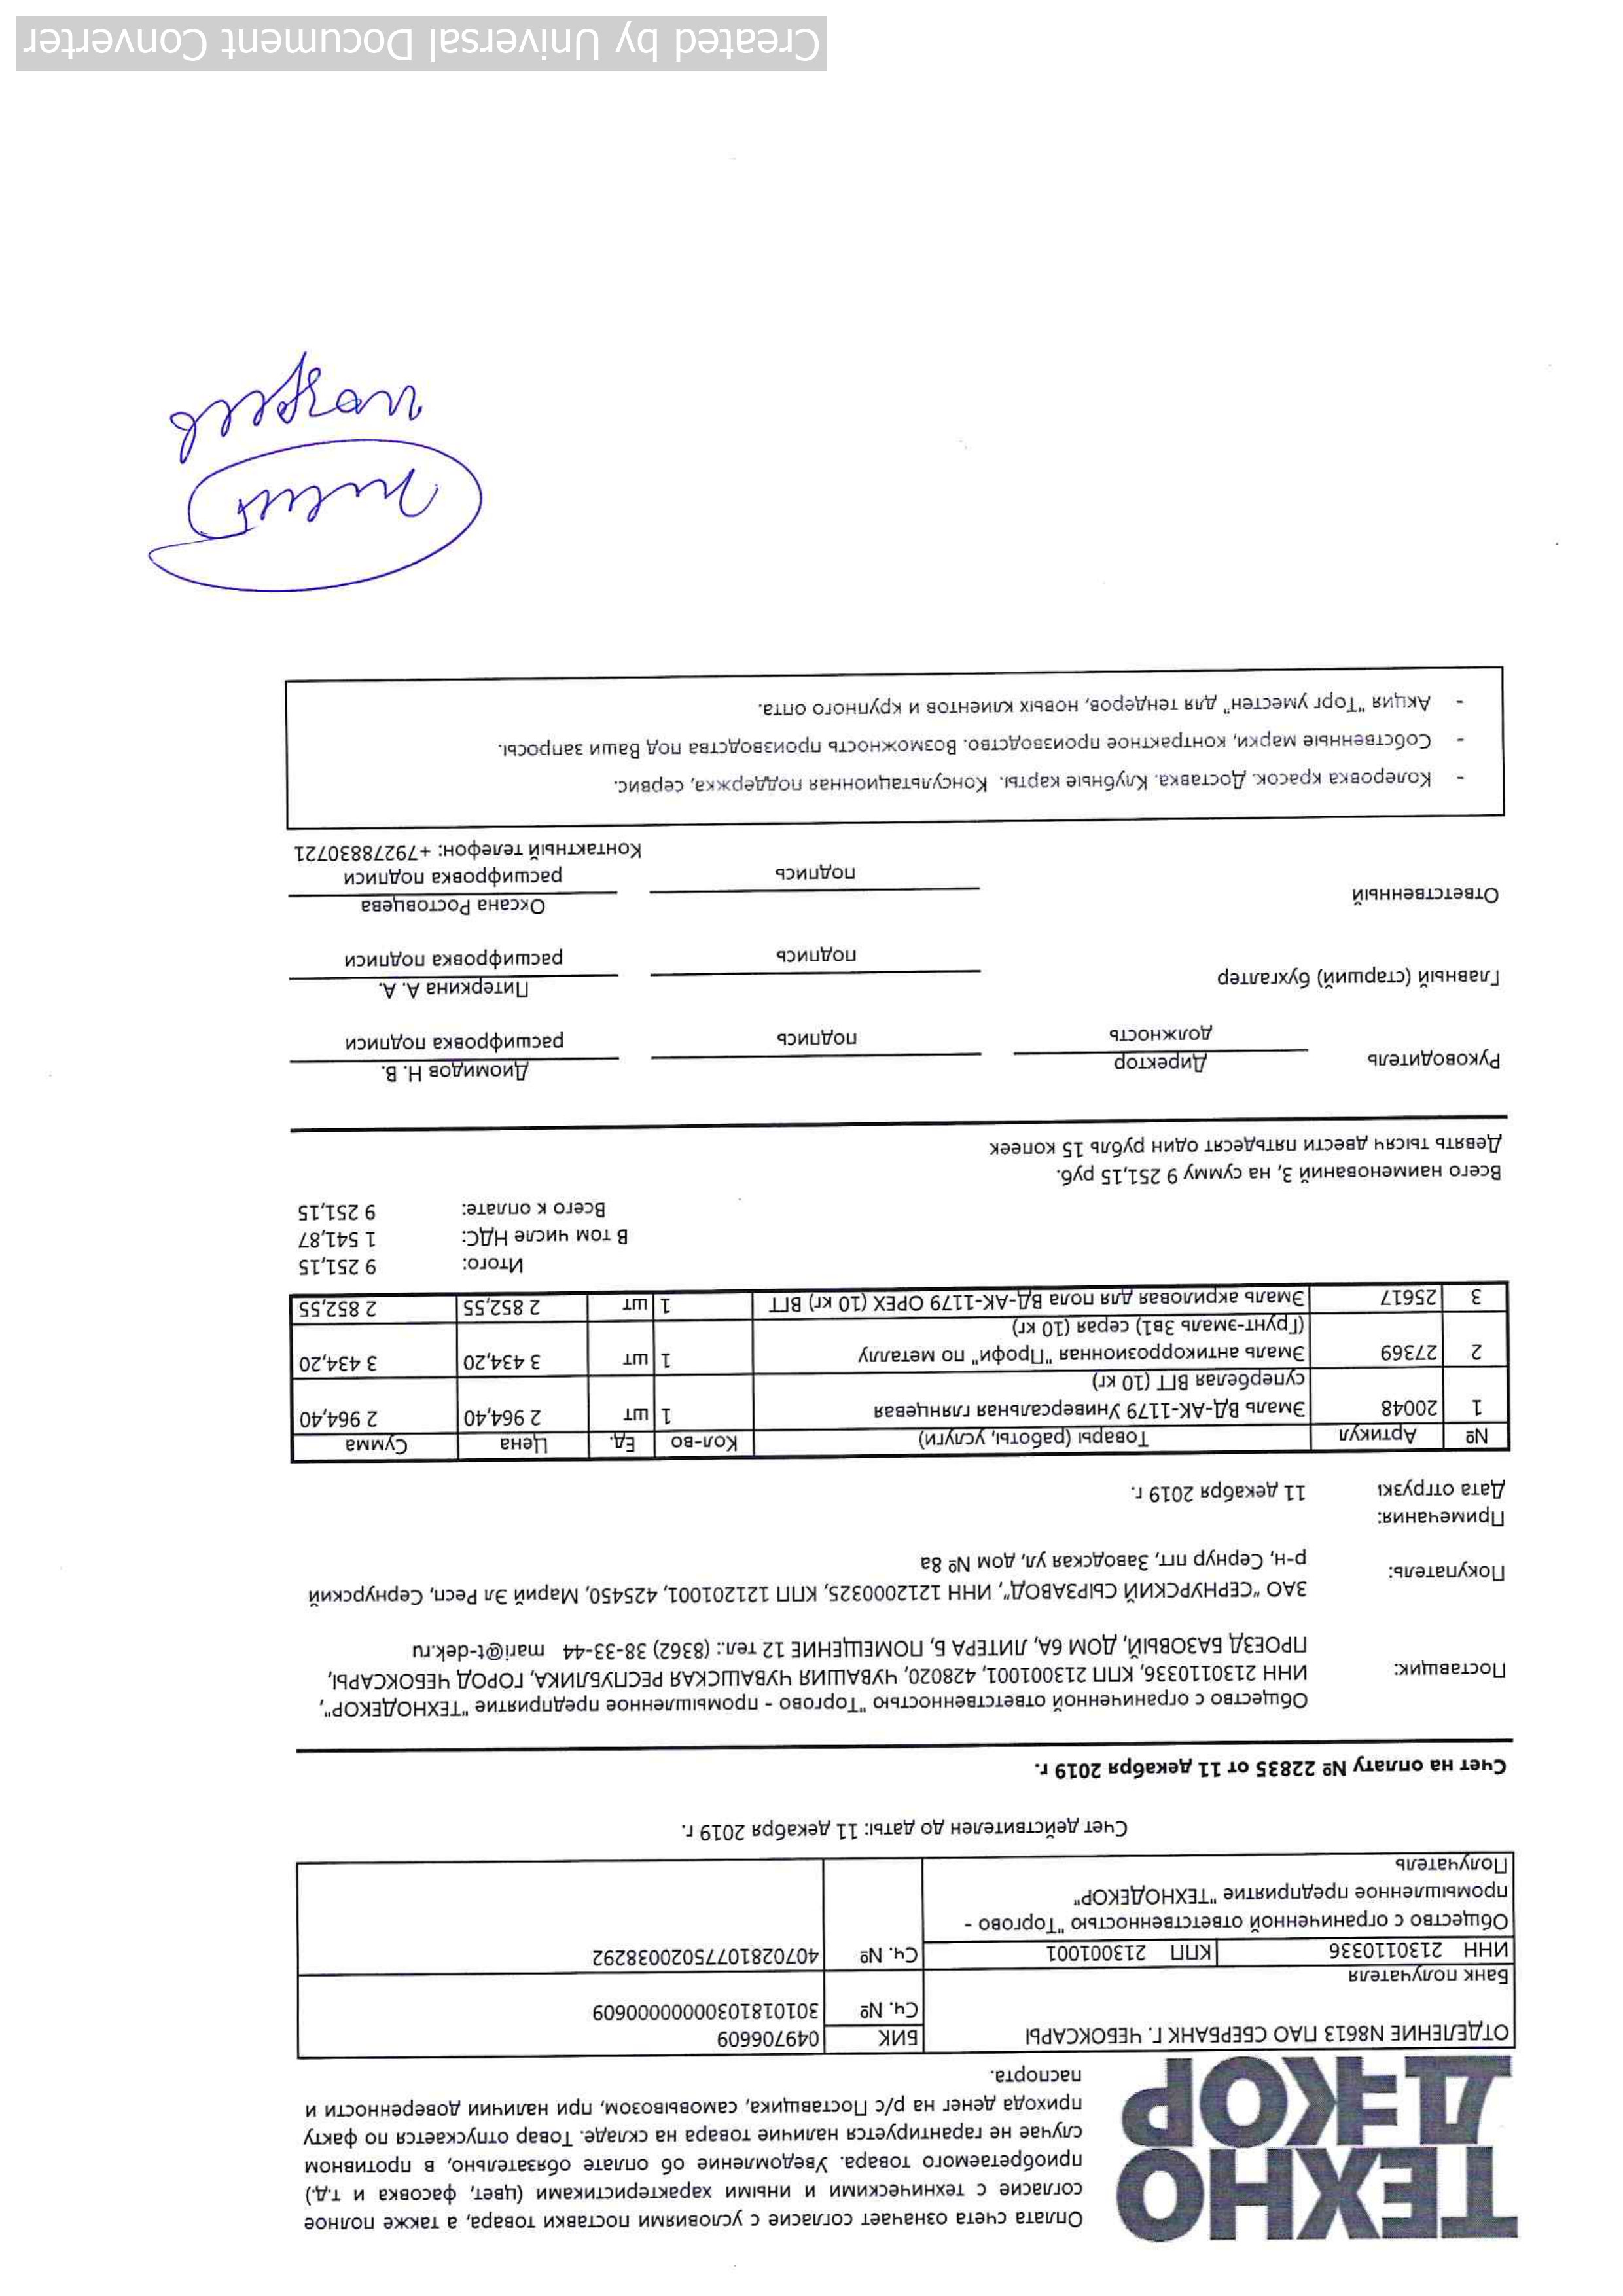 ТЕХНО
ДЕКОР
Оплата счета означает согласие с условиями поставки товара, а также полное
согласие с техническими и иными характеристиками (цвет, фасовка и т.д.)
приобретаемого товара. Уведомление об оплате обязательно, в противном
случае не гарантируется наличие товара на складе. Товар отпускается по факту
прихода денег на р/с Поставщика, самовывозом, при наличии доверенности и
паспорта.
ОТДЕЛЕНИЕ N8613 ПАО СБЕРБАНК Г. ЧЕБОКСАРЫ БИК 049706609
Сч. № 30101810300000000609
Банк получателя
ИНН 2130110336 КПП 213001001 Сч. № 40702810775020038292
Общество с ограниченной ответственностью "Торгово -
промышленное предприятие "ТЕХНОДЕКОР"
Получатель
Счет действителен до даты: 11 декабря 2019 г.
Счет на оплату № 22835 от 11 декабря 2019 г.
Поставщик:
Общество с ограниченной ответственностью "Торгово - промышленное предприятие "ТЕХНОДЕКОР",
ИНН 2130110336, КПП 213001001, 428020, ЧУВАШИЯ ЧУВАШСКАЯ РЕСПУБЛИКА, ГОРОД ЧЕБОКСАРЫ,
ПРОЕЗД БАЗОВЫЙ, ДОМ 6А, ЛИТЕРА Б, ПОМЕЩЕНИЕ 12 тел.: (8362) 38-33-44 mari@t-dek.ru
Покупатель:
ЗАО "СЕРНУРСКИЙ СЫРЗАВОД", ИНН 1212000325, КПП 121201001, 425450, Марий Эл Респ, Сернурский
р-н, Сернур пгт, Заводская ул, дом № 8а
Примечания:
Дата отгрузк 11 декабря 2019 г.
№ Артикул Товары (работы, услуги) Кол-во Ед. Цена Сумма
1 20048 Эмаль ВД-АК-1179 Универсальная глянцевая 1 шт 2 964,40 2 964,40
супербелая ВГТ (10 кг)
2 27369 Эмаль антикоррозионная "Профи" по металлу 1 шт 3 434,20 3 434,20
(Грунт-эмаль 3в1) серая (10 кг)
3 25617 Эмаль акриловая для пола ВД-АК-1179 ОРЕХ (10 кг) ВГТ 1 шт 2 852,55 2 852,55
Итого: 9 251,15
В том числе НДС: 1 541,87
Всего к оплате: 9 251,15
Всего наименований 3, на сумму 9 251,15 руб.
Девять тысяч двести пятьдесят один рубль 15 копеек
Руководитель Директор Диомидов Н. В.
должность подпись расшифровка подписи
Главный (старший) бухгалтер Питеркина А. А.
подпись расшифровка подписи
Ответственный Оксана Ростовцева
подпись расшифровка подписи
Контактный телефон: +79278830721
- Колеровка красок. Доставка. Клубные карты. Консультационная поддержка, сервис.
- Собственные марки, контрактное производство. Возможность производства под Ваши запросы.
- Акция "Торг уместен" для тендеров, новых клиентов и крупного опта.
Created by Universal Document Converter